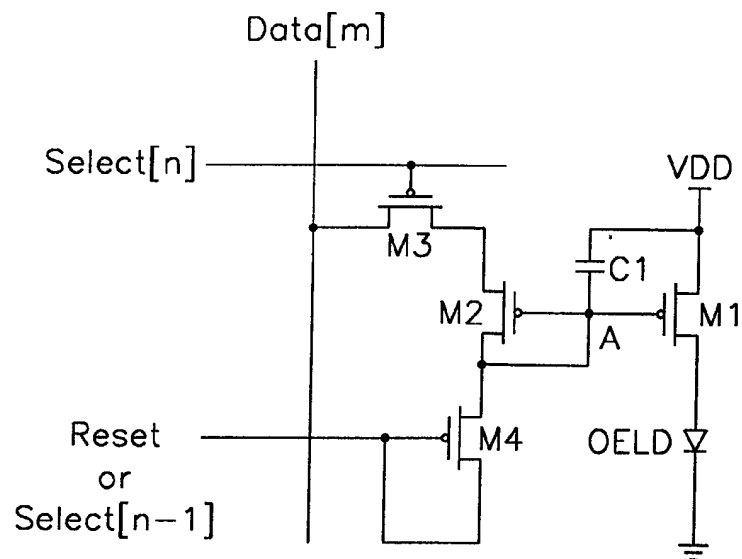 Data[m]
Select[n]
VDD
M3
C1
M2
M1
A
M4
OELD
Reset
or
Select[n-1]